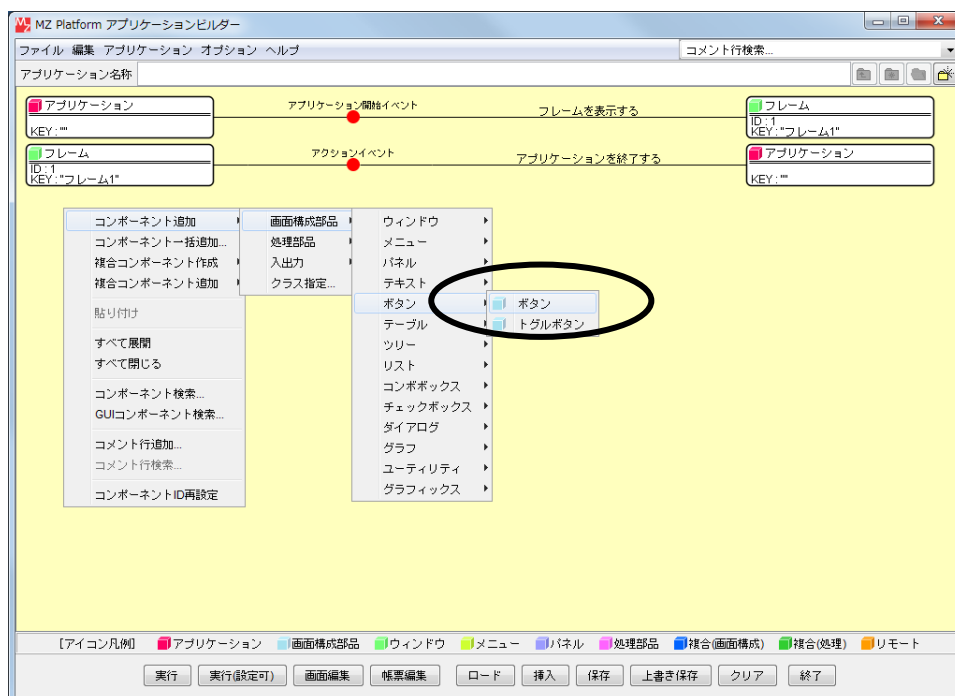 MZ Platform アプリケーションビルダー
ファイル 編集 アプリケーション オプション ヘルプ
コメント行検索...
アプリケーション名称
アプリケーション
KEY:""
アプリケーション開始イベント
フレームを表示する
フレーム
ID:1
KEY:"フレーム1"
フレーム
ID:1
KEY:"フレーム1"
アクションイベント
アプリケーションを終了する
アプリケーション
KEY:""
コンポーネント追加
コンポーネント一括追加...
複合コンポーネント作成
複合コンポーネント追加
貼り付け
すべて展開
すべて閉じる
コンポーネント検索...
GUIコンポーネント検索...
コメント行追加...
コメント行検索...
コンポーネントID再設定
画面構成部品
処理部品
入出力
クラス指定...
ウィンドウ
メニュー
パネル
テキスト
ボタン
テーブル
ツリー
リスト
コンボボックス
チェックボックス
ダイアログ
グラフ
ユーティリティ
グラフィックス
ボタン
トグルボタン
[アイコン凡例] アプリケーション 画面構成部品 ウィンドウ メニュー パネル 処理部品 複合(画面構成) 複合(処理) リモート
実行 実行(設定可) 画面編集 帳票編集 ロード 挿入 保存 上書き保存 クリア 終了